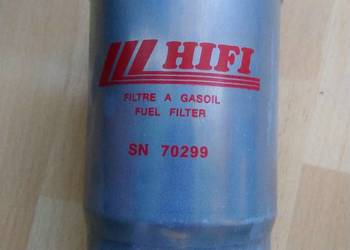 HIFI
FILTRE A GASOIL
FUEL FILTER
SN 70299